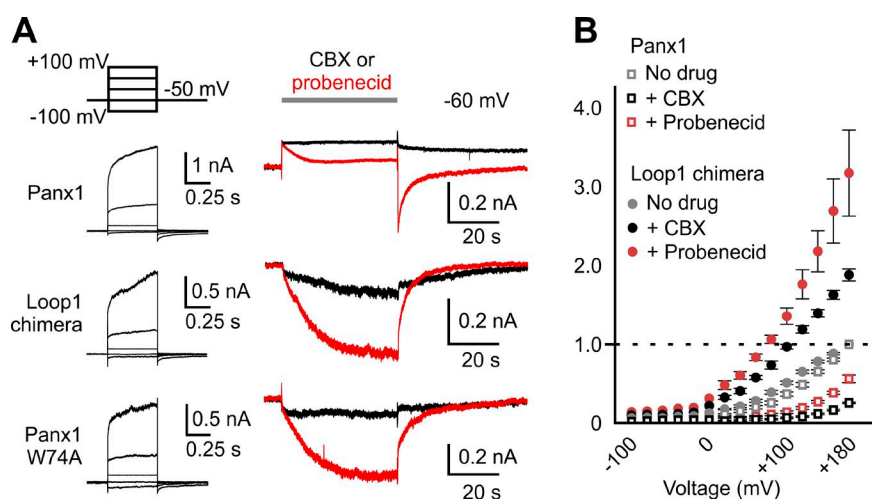 A
+100 mV
-50 mV
-100 mV
CBX or
probenecid
-60 mV
Panx1
1 nA
0.25 s
0.2 nA
20 s
Loop1
chimera
0.5 nA
0.25 s
0.2 nA
20 s
Panx1
W74A
0.5 nA
0.25 s
0.2 nA
20 s
B
Panx1
No drug
+ CBX
+ Probenecid
Loop1 chimera
No drug
+ CBX
+ Probenecid
4.0
3.0
2.0
1.0
0
-100
0
+100
+180
Voltage (mV)